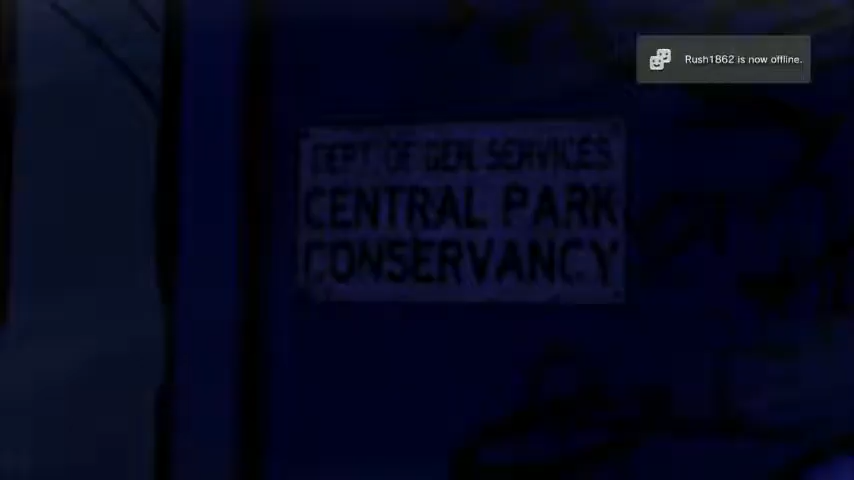 Rush1862 is now offline.
DEPT. OF GEN. SERVICES
CENTRAL PARK
CONSERVANCY